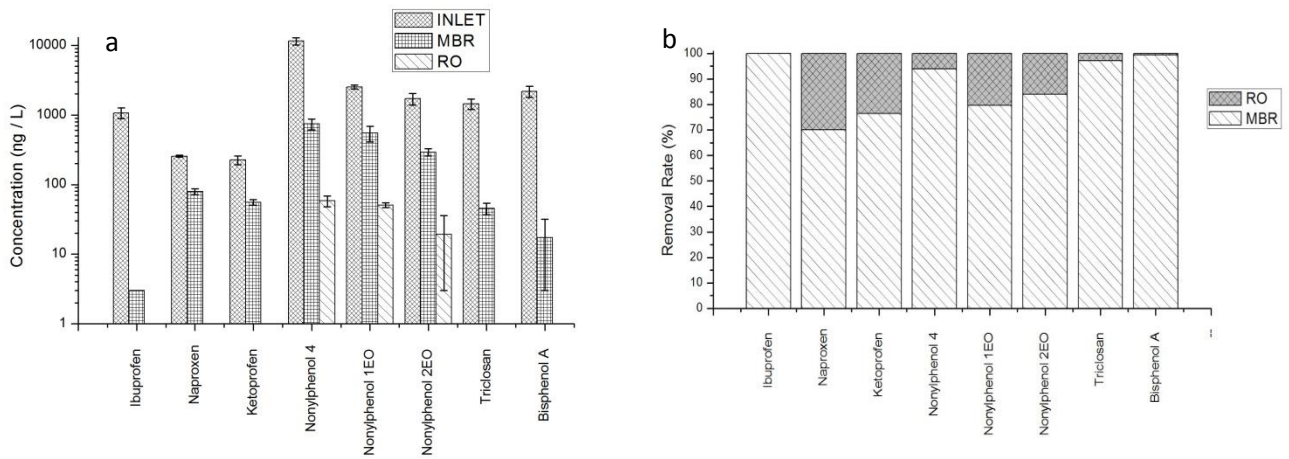 a
INLET
MBR
RO
Concentration (ng / L)
10000
1000
100
10
1
Ibuprofen
Naproxen
Ketoprofen
Nonylphenol 4
Nonylphenol 1EO
Nonylphenol 2EO
Triclosan
Bisphenol A
b
RO
MBR
Removal Rate (%)
100
90
80
70
60
50
40
30
20
10
0
Ibuprofen
Naproxen
Ketoprofen
Nonylphenol 4
Nonylphenol 1EO
Nonylphenol 2EO
Triclosan
Bisphenol A
--